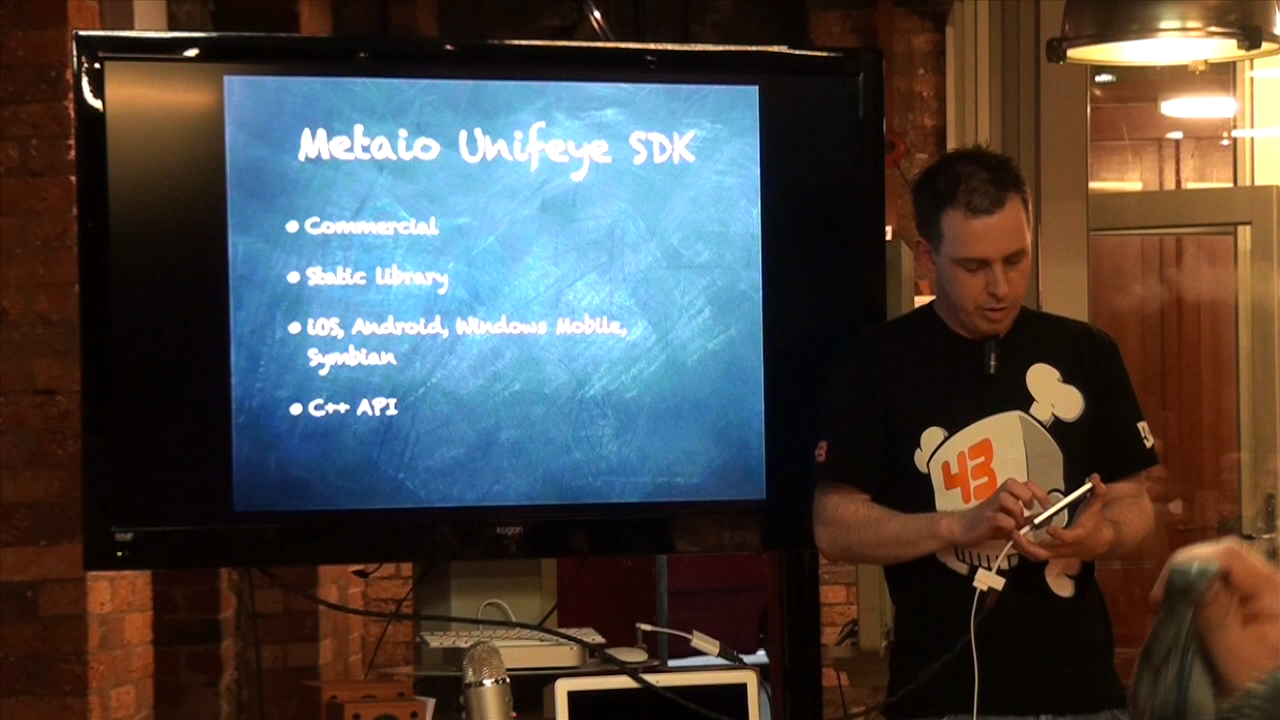 Metaio Unifeye SDK
• Commercial
• Static library
• iOS, Android, Windows Mobile,
Symbian
• C++ API
kogan
43